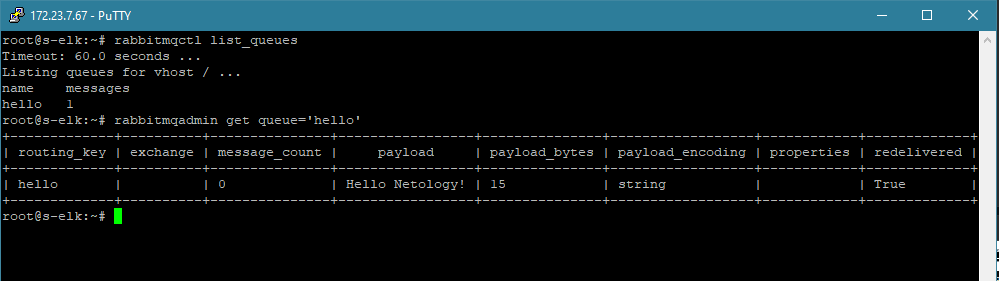 172.23.7.67 - PuTTY
root@s-elk:~# rabbitmqctl list_queues
Timeout: 60.0 seconds ...
Listing queues for vhost / ...
name    messages
hello   1
root@s-elk:~# rabbitmqadmin get queue='hello'
+-------------+----------+---------------+-----------------+---------------+------------------+------------+-------------+
| routing_key | exchange | message_count |     payload     | payload_bytes | payload_encoding | properties | redelivered |
+-------------+----------+---------------+-----------------+---------------+------------------+------------+-------------+
| hello       |          | 0             | Hello Netology! | 15            | string           |            | True        |
+-------------+----------+---------------+-----------------+---------------+------------------+------------+-------------+
root@s-elk:~#